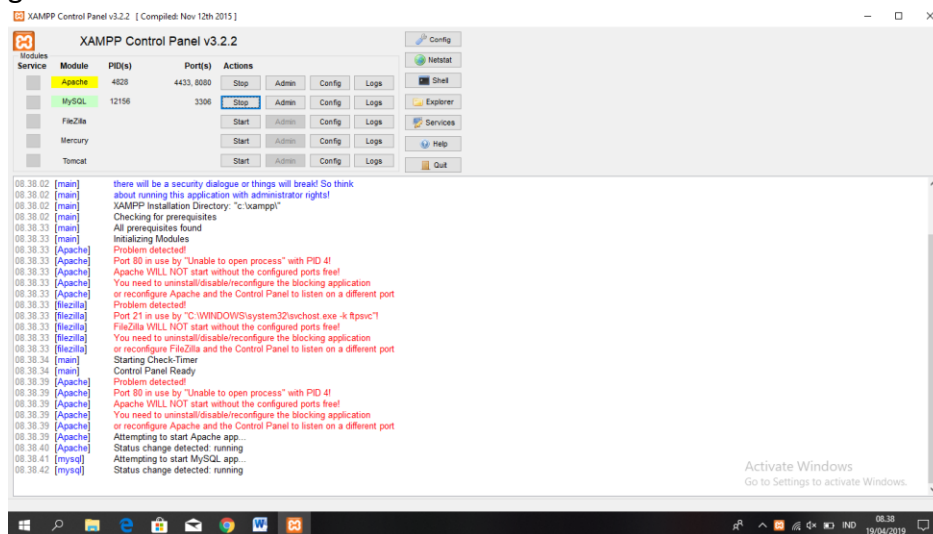 XAMPP Control Panel v3.2.2 [ Compiled: Nov 12th 2015 ]
XAMPP Control Panel v3.2.2
Config
Modules
Service Module PID(s) Port(s) Actions
Netstat
Apache 4828 4433, 8080 Stop Admin Config Logs
Shell
MySQL 12156 3306 Stop Admin Config Logs
Explorer
FileZilla Start Admin Config Logs
Services
Mercury Start Admin Config Logs
Help
Tomcat Start Admin Config Logs
Quit
08.38.02 [main] there will be a security dialogue or things will break! So think
08.38.02 [main] about running this application with administrator rights!
08.38.02 [main] XAMPP Installation Directory: "c:\xampp\"
08.38.02 [main] Checking for prerequisites
08.38.33 [main] All prerequisites found
08.38.33 [main] Initializing Modules
08.38.33 [Apache] Problem detected!
08.38.33 [Apache] Port 80 in use by "Unable to open process" with PID 4!
08.38.33 [Apache] Apache WILL NOT start without the configured ports free!
08.38.33 [Apache] You need to uninstall/disable/reconfigure the blocking application
08.38.33 [Apache] or reconfigure Apache and the Control Panel to listen on a different port
08.38.33 [filezilla] Problem detected!
08.38.33 [filezilla] Port 21 in use by "C:\WINDOWS\system32\svchost.exe -k ftpsvc"!
08.38.33 [filezilla] FileZilla WILL NOT start without the configured ports free!
08.38.33 [filezilla] You need to uninstall/disable/reconfigure the blocking application
08.38.33 [filezilla] or reconfigure FileZilla and the Control Panel to listen on a different port
08.38.34 [main] Starting Check-Timer
08.38.34 [main] Control Panel Ready
08.38.39 [Apache] Problem detected!
08.38.39 [Apache] Port 80 in use by "Unable to open process" with PID 4!
08.38.39 [Apache] Apache WILL NOT start without the configured ports free!
08.38.39 [Apache] You need to uninstall/disable/reconfigure the blocking application
08.38.39 [Apache] or reconfigure Apache and the Control Panel to listen on a different port
08.38.39 [Apache] Attempting to start Apache app...
08.38.40 [Apache] Status change detected: running
08.38.41 [mysql] Attempting to start MySQL app...
08.38.42 [mysql] Status change detected: running
Activate Windows
Go to Settings to activate Windows.
IND
08.38
19/04/2019